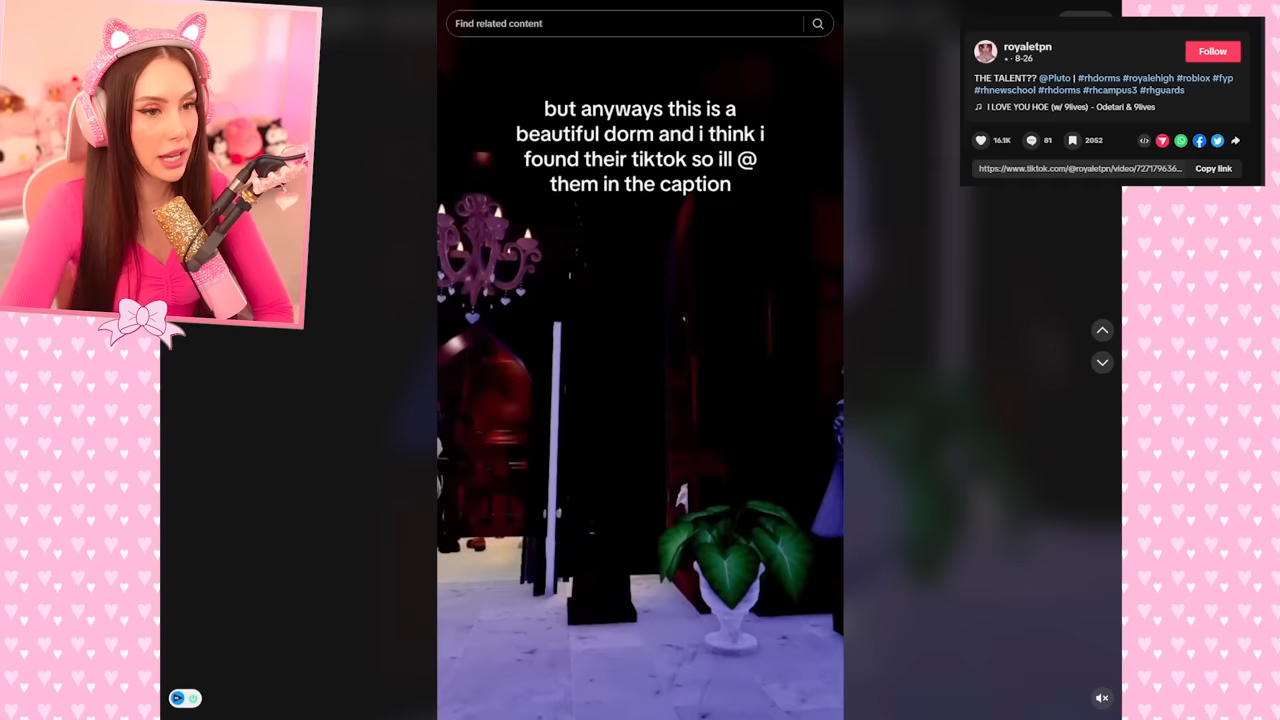 Find related content
but anyways this is a
beautiful dorm and i think i
found their tiktok so ill @
them in the caption
royaletpn
8-26
Follow
THE TALENT?? @Pluto | #rhdorms #royalehigh #roblox #fyp
#rhnewschool #rhdorms #rhcampus3 #rhguards
I LOVE YOU HOE (w/ 9lives) - Odetari & 9lives
16.1K
81
2052
https://www.tiktok.com/@royaletpn/video/727179636...
Copy link